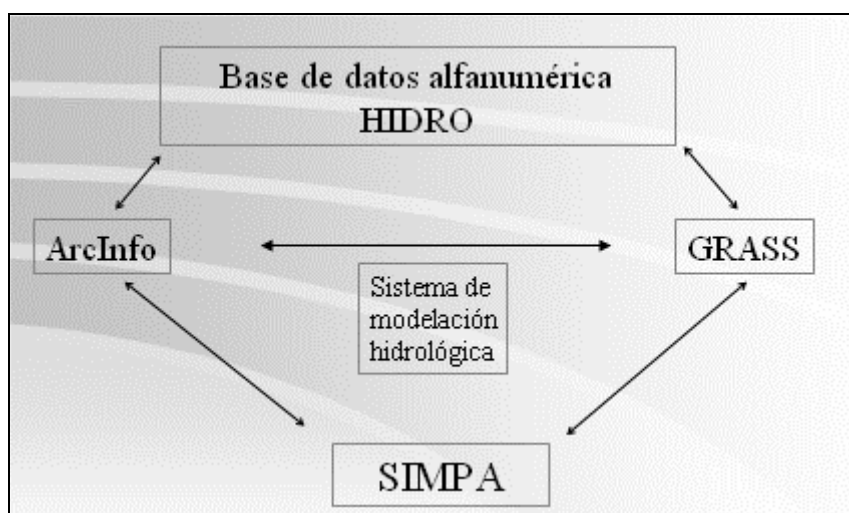 Base de datos alfanumérica
HIDRO
ArcInfo
GRASS
Sistema de
modelación
hidrológica
SIMPA